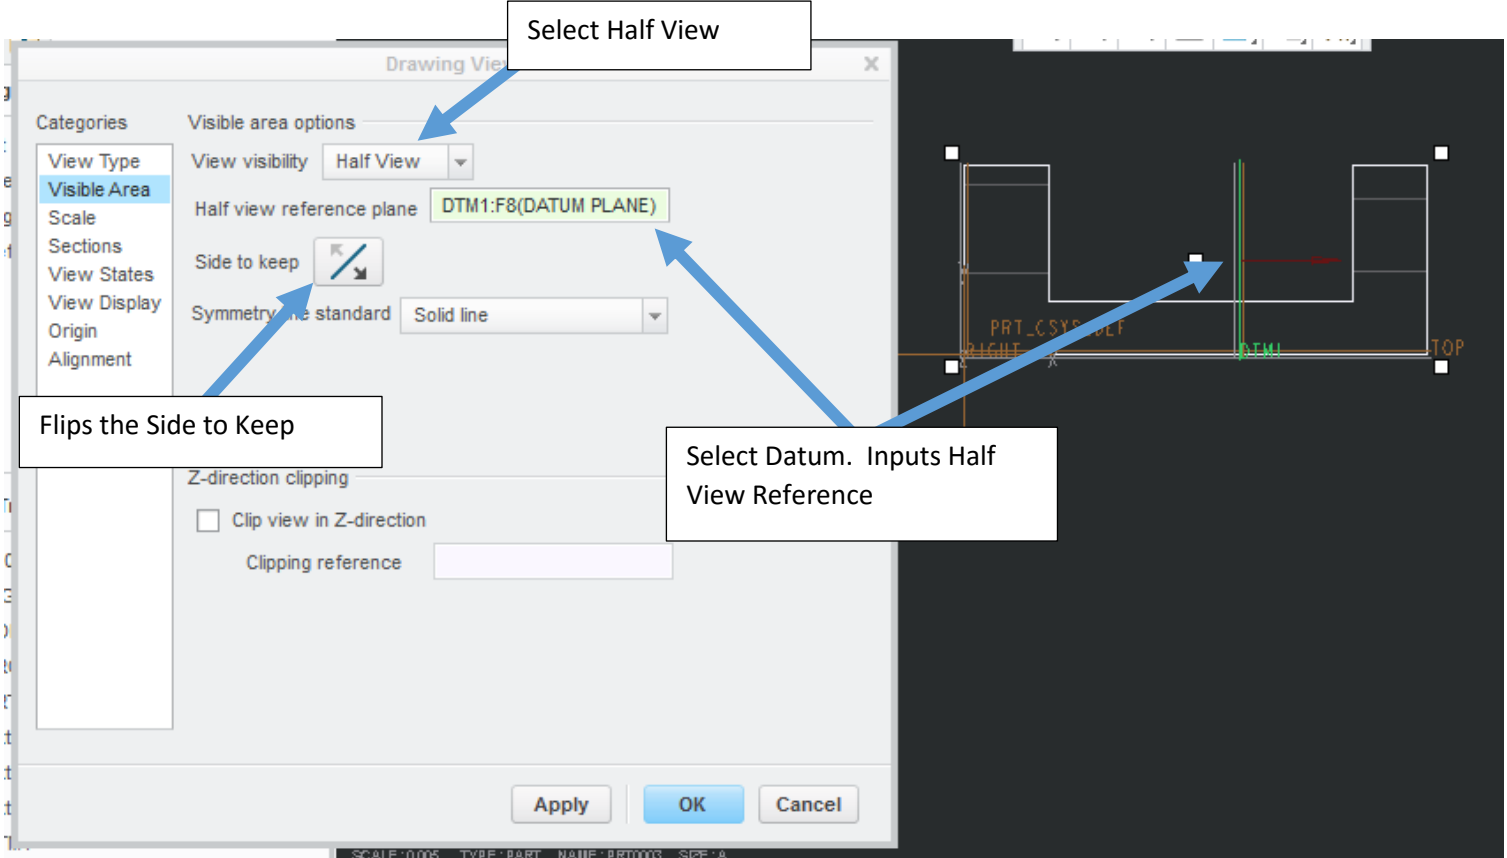 Select Half View
Drawing Vie
x
Categories
Visible area options
View Type
View visibility
Half View
Visible Area
Half view reference plane
DTM1:F8(DATUM PLANE)
Scale
Sections
Side to keep
View States
View Display
Symmetry
standard
Solid line
Origin
Alignment
PRT_CSYS_DEF
RIGHT
DTM1
TOP
Flips the Side to Keep
Select Datum.  Inputs Half
View Reference
Z-direction clipping
Clip view in Z-direction
Clipping reference
Apply
OK
Cancel
SCALE:0.005 TYPE:PART NAME:PRT0003 SIZE:A